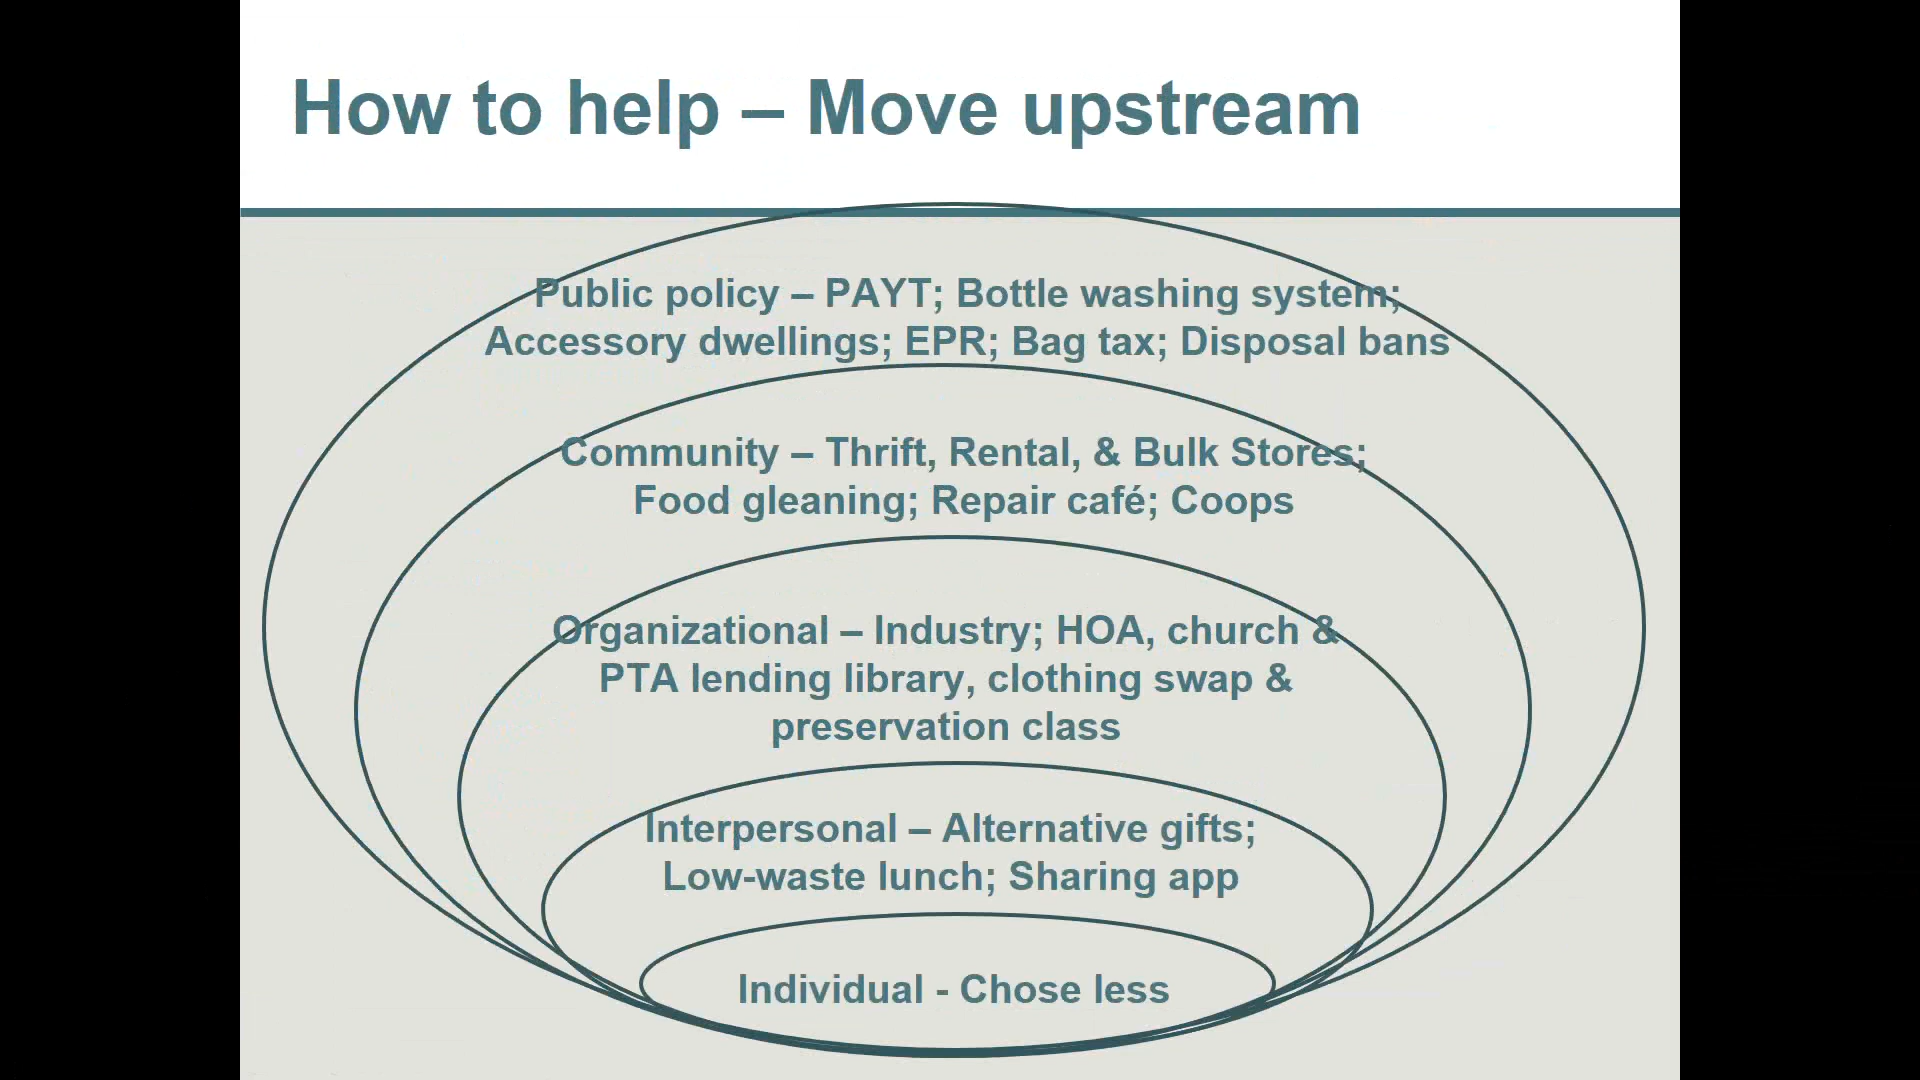 How to help – Move upstream
Public policy – PAYT; Bottle washing system;
Accessory dwellings; EPR; Bag tax; Disposal bans
Community – Thrift, Rental, & Bulk Stores;
Food gleaning; Repair café; Coops
Organizational – Industry; HOA, church &
PTA lending library, clothing swap &
preservation class
Interpersonal – Alternative gifts;
Low-waste lunch; Sharing app
Individual - Chose less